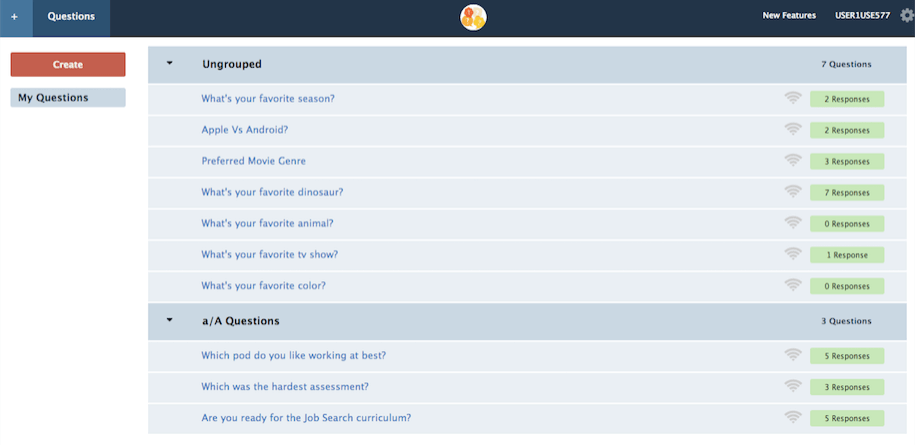 + Questions New Features USER1USE577
Create
My Questions
Ungrouped 7 Questions
What's your favorite season? 2 Responses
Apple Vs Android? 2 Responses
Preferred Movie Genre 3 Responses
What's your favorite dinosaur? 7 Responses
What's your favorite animal? 0 Responses
What's your favorite tv show? 1 Response
What's your favorite color? 0 Responses
a/A Questions 3 Questions
Which pod do you like working at best? 5 Responses
Which was the hardest assessment? 3 Responses
Are you ready for the Job Search curriculum? 5 Responses